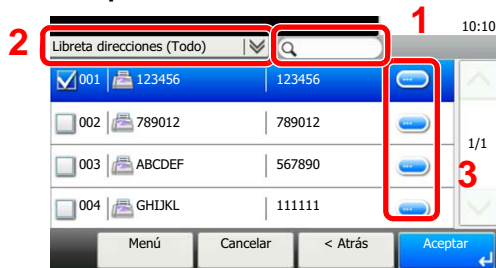 1
10:10
2
Libreta direcciones (Todo)
001 123456 123456
002 789012 789012
1/1
003 ABCDEF 567890
3
004 GHIJKL 111111
Menú Cancelar < Atrás Aceptar